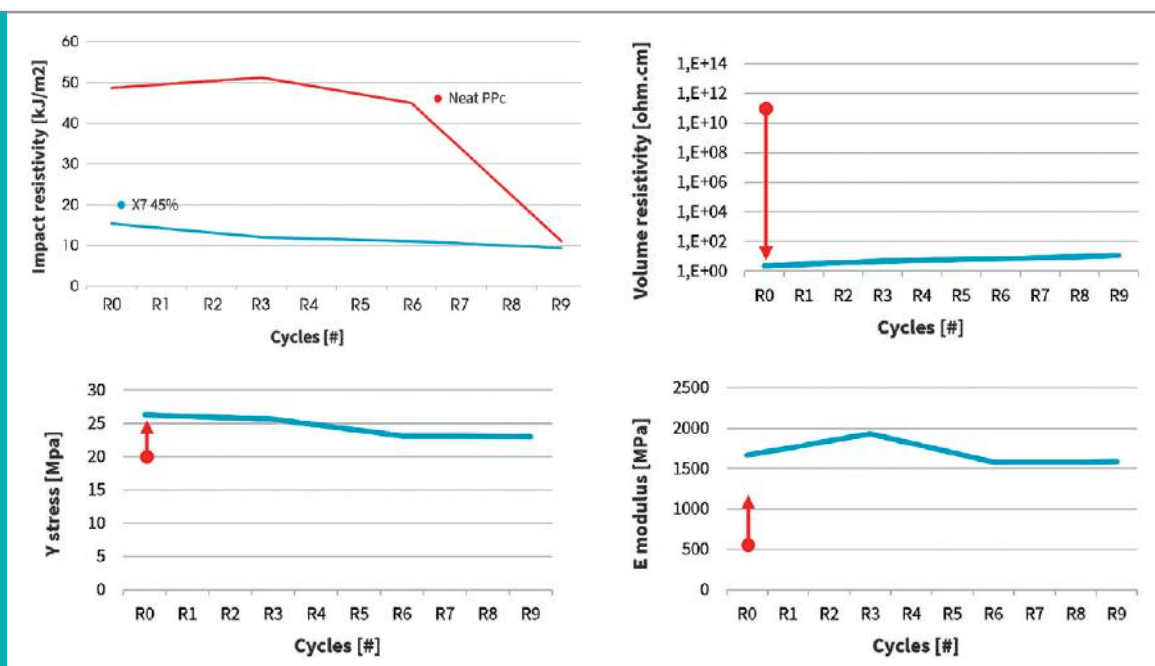 Impact resistivity [kJ/m2]
60
50
40
30
20
10
0
Neat PPc
X7 45%
R0 R1 R2 R3 R4 R5 R6 R7 R8 R9
Cycles [#]
Volume resistivity [ohm.cm]
1,E+14
1,E+12
1,E+10
1,E+08
1,E+06
1,E+04
1,E+02
1,E+00
R0 R1 R2 R3 R4 R5 R6 R7 R8 R9
Cycles [#]
Y stress [Mpa]
30
25
20
15
10
5
0
R0 R1 R2 R3 R4 R5 R6 R7 R8 R9
Cycles [#]
E modulus [MPa]
2500
2000
1500
1000
500
0
R0 R1 R2 R3 R4 R5 R6 R7 R8 R9
Cycles [#]